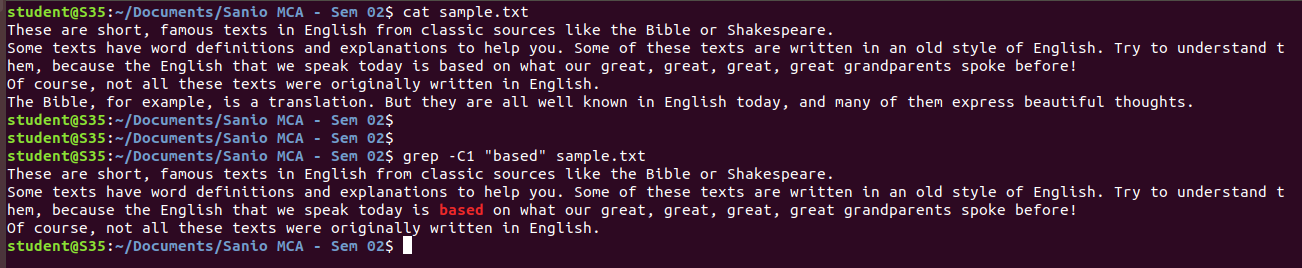 student@S35:~/Documents/Sanio MCA - Sem 02$ cat sample.txt
These are short, famous texts in English from classic sources like the Bible or Shakespeare.
Some texts have word definitions and explanations to help you. Some of these texts are written in an old style of English. Try to understand t
hem, because the English that we speak today is based on what our great, great, great, great grandparents spoke before!
Of course, not all these texts were originally written in English.
The Bible, for example, is a translation. But they are all well known in English today, and many of them express beautiful thoughts.
student@S35:~/Documents/Sanio MCA - Sem 02$
student@S35:~/Documents/Sanio MCA - Sem 02$
student@S35:~/Documents/Sanio MCA - Sem 02$ grep -C1 "based" sample.txt
These are short, famous texts in English from classic sources like the Bible or Shakespeare.
Some texts have word definitions and explanations to help you. Some of these texts are written in an old style of English. Try to understand t
hem, because the English that we speak today is based on what our great, great, great, great grandparents spoke before!
Of course, not all these texts were originally written in English.
student@S35:~/Documents/Sanio MCA - Sem 02$